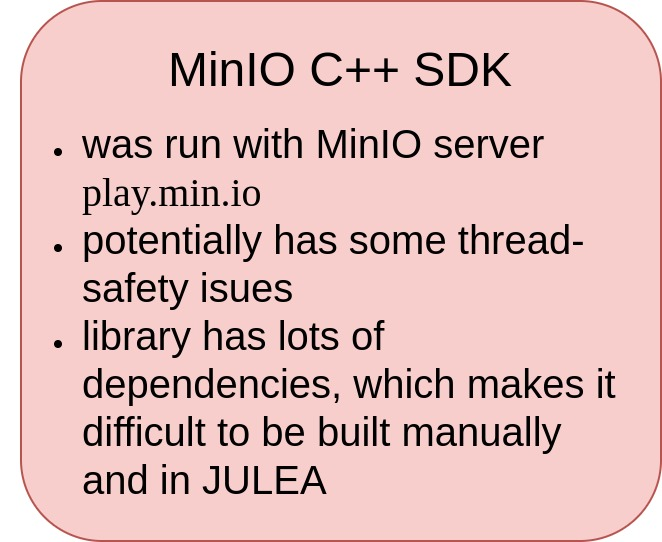 MinIO C++ SDK
• was run with MinIO server
play.min.io
• potentially has some thread-
safety isues
• library has lots of
dependencies, which makes it
difficult to be built manually
and in JULEA